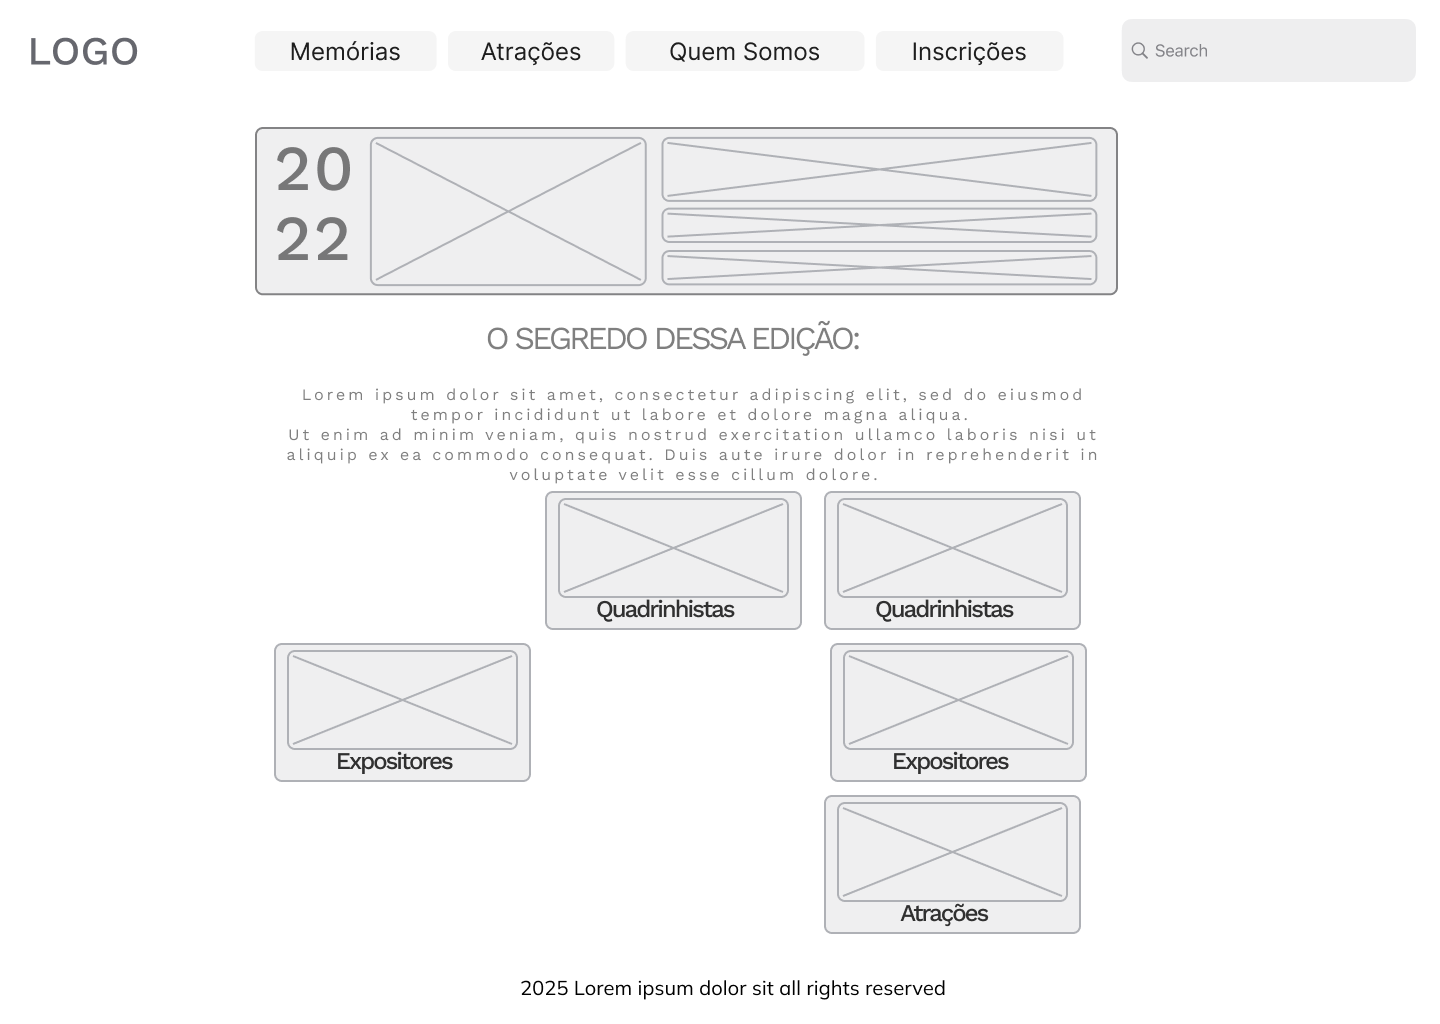 LOGO
Memórias
Atrações
Quem Somos
Inscrições
Search
20
22
O SEGREDO DESSA EDIÇÃO:
Lorem ipsum dolor sit amet, consectetur adipiscing elit, sed do eiusmod
tempor incididunt ut labore et dolore magna aliqua.
Ut enim ad minim veniam, quis nostrud exercitation ullamco laboris nisi ut
aliquip ex ea commodo consequat. Duis aute irure dolor in reprehenderit in
voluptate velit esse cillum dolore.
Quadrinhistas
Quadrinhistas
Expositores
Expositores
Atrações
2025 Lorem ipsum dolor sit all rights reserved